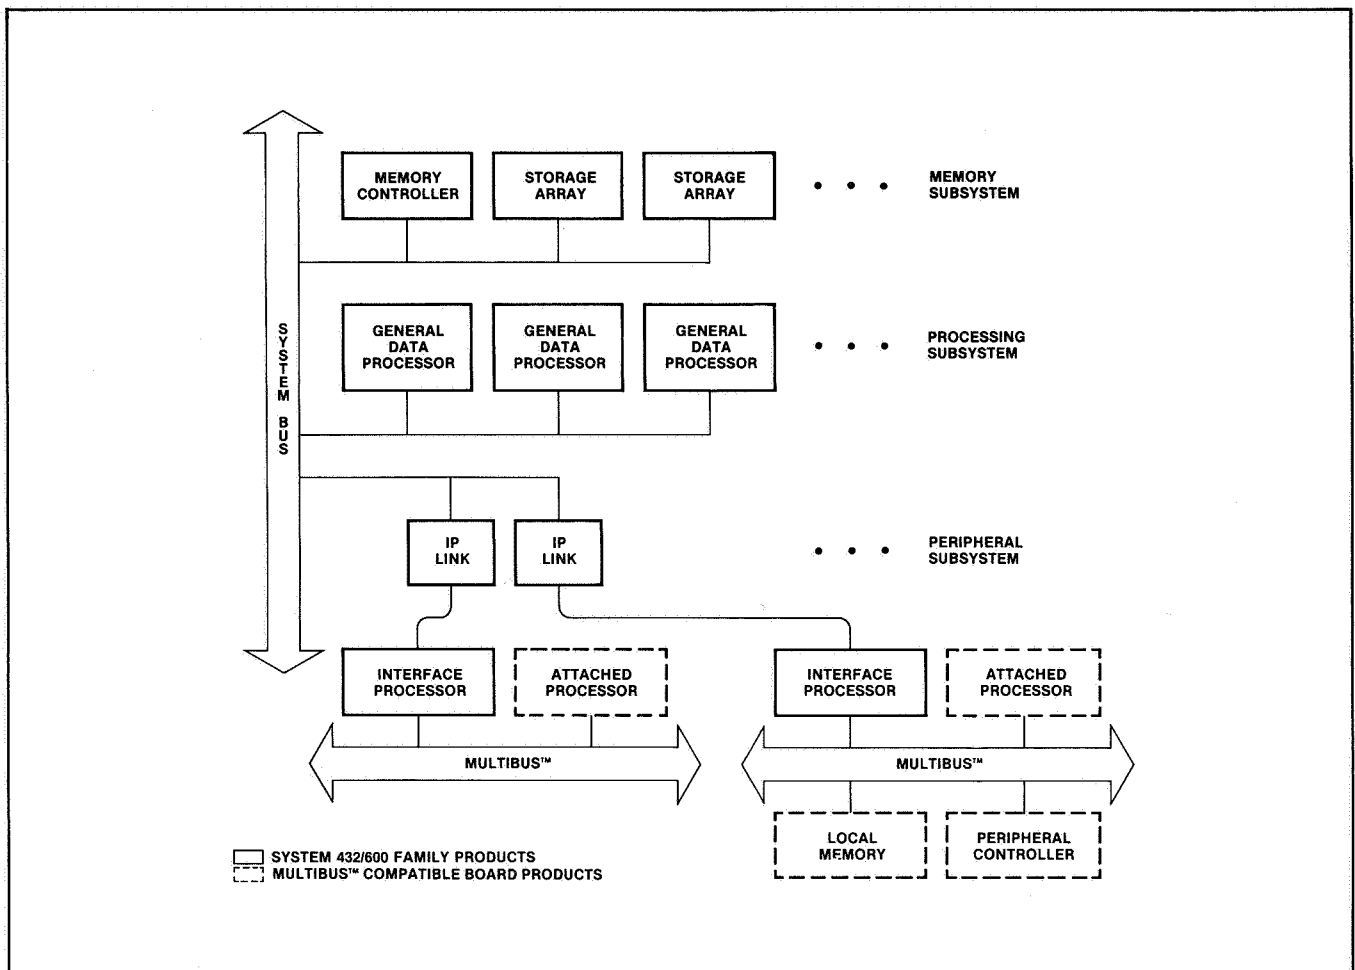 MEMORY
CONTROLLER
STORAGE
ARRAY
STORAGE
ARRAY
MEMORY
SUBSYSTEM
SYSTEM BUS
GENERAL
DATA
PROCESSOR
GENERAL
DATA
PROCESSOR
GENERAL
DATA
PROCESSOR
PROCESSING
SUBSYSTEM
IP
LINK
IP
LINK
PERIPHERAL
SUBSYSTEM
INTERFACE
PROCESSOR
ATTACHED
PROCESSOR
INTERFACE
PROCESSOR
ATTACHED
PROCESSOR
MULTIBUS™
MULTIBUS™
LOCAL
MEMORY
PERIPHERAL
CONTROLLER
SYSTEM 432/600 FAMILY PRODUCTS
MULTIBUS™ COMPATIBLE BOARD PRODUCTS